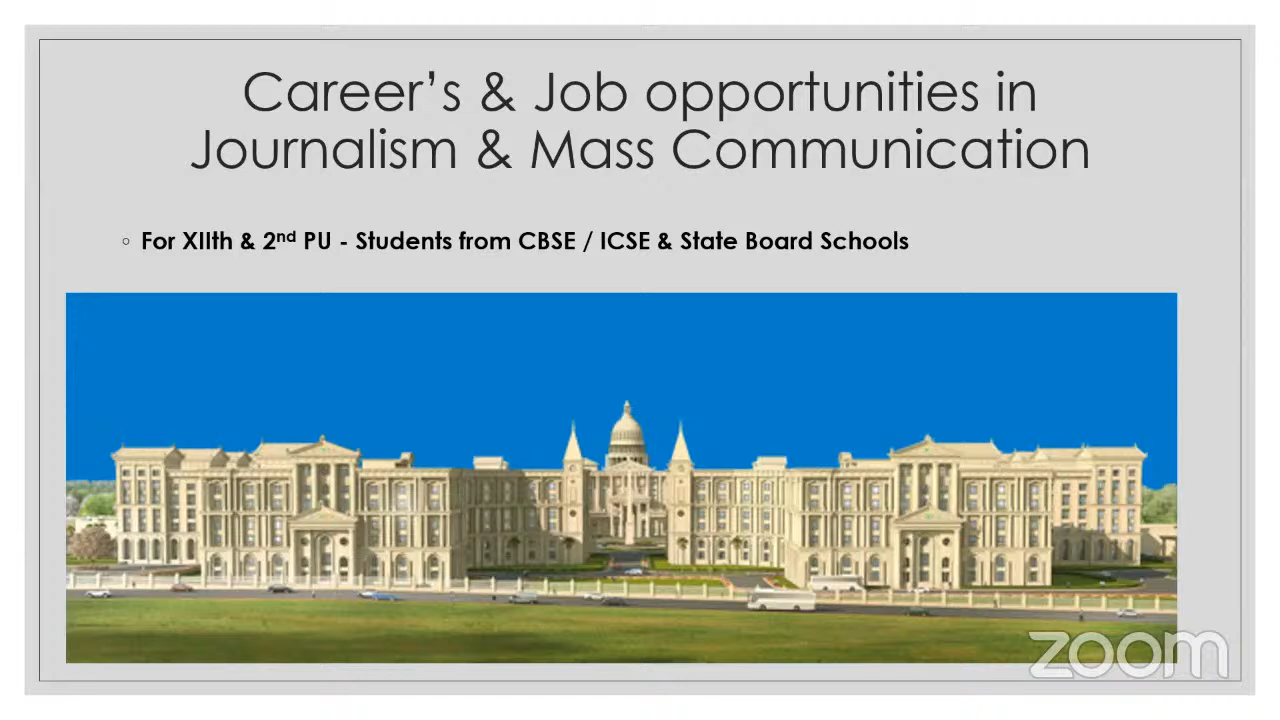 Career’s & Job opportunities in
Journalism & Mass Communication
◦ For XIIth & 2nd PU - Students from CBSE / ICSE & State Board Schools
zoom